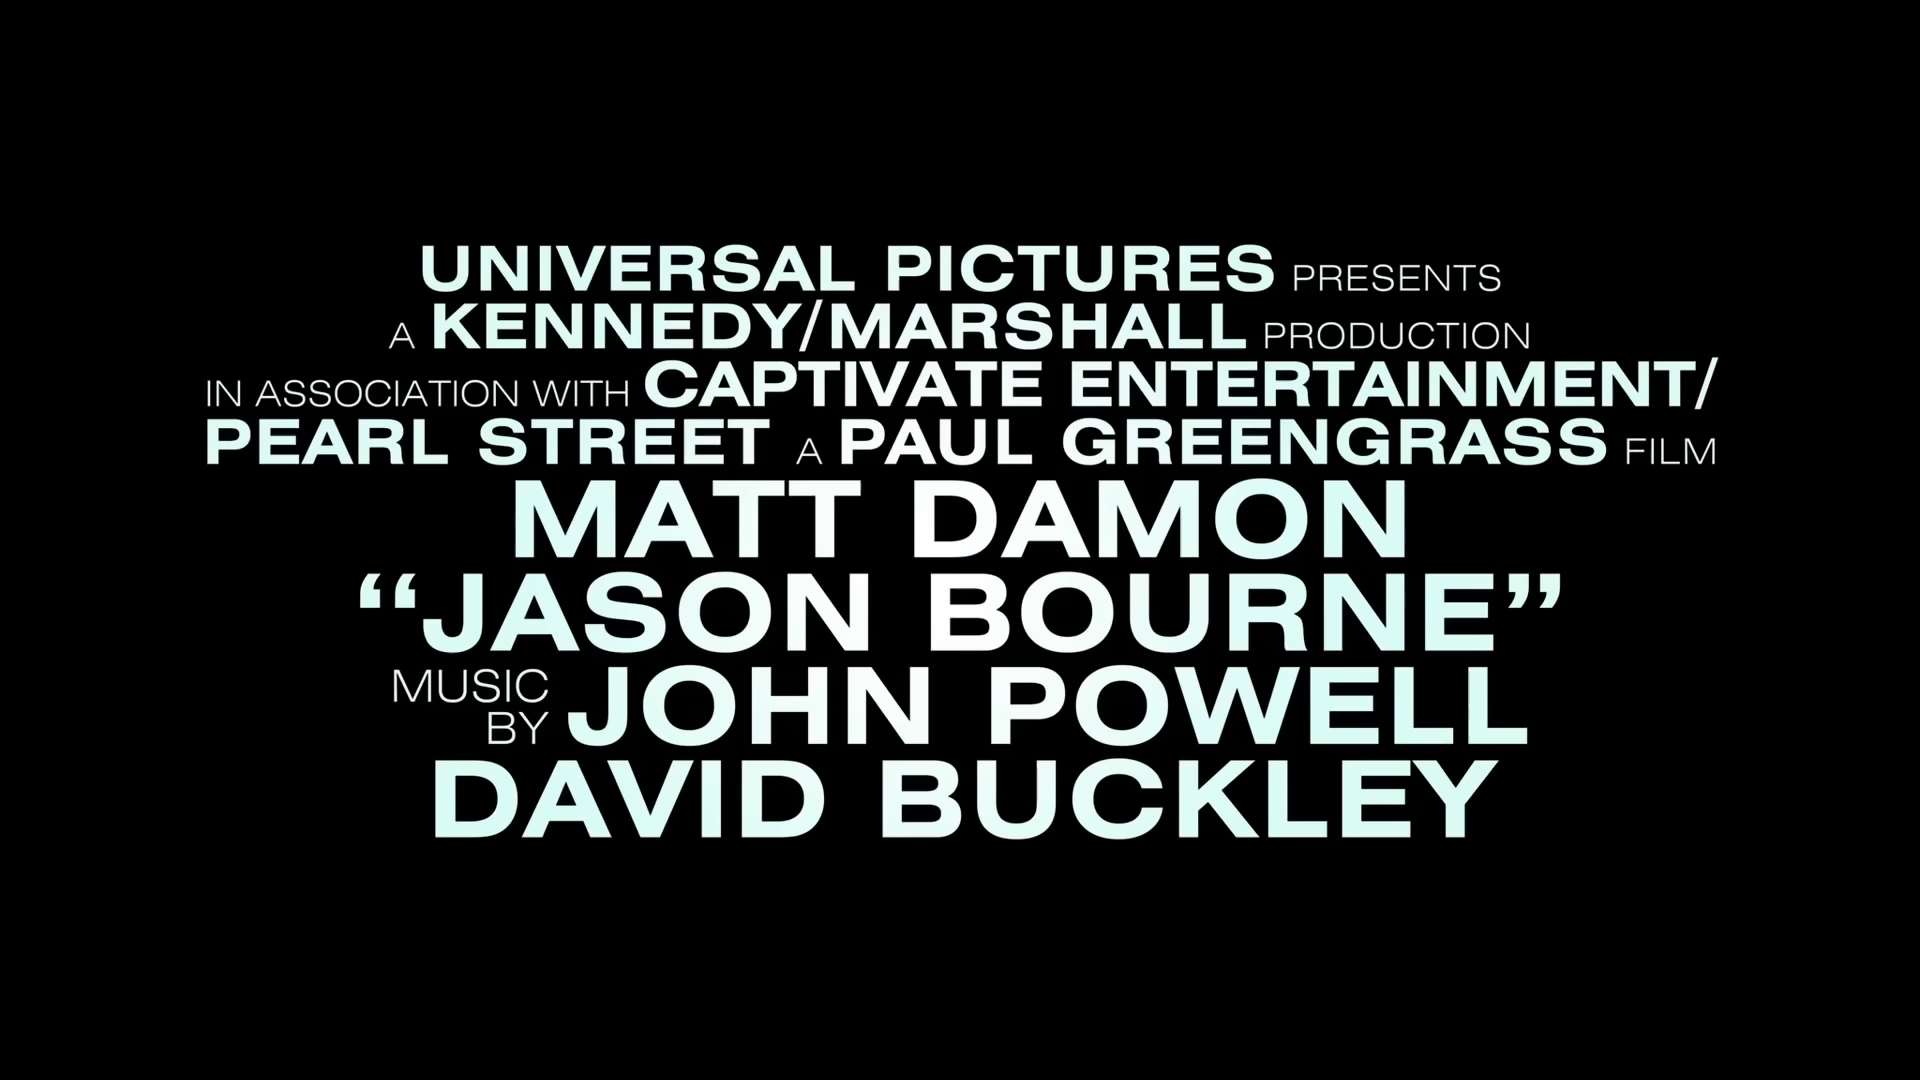 UNIVERSAL PICTURES PRESENTS
A KENNEDY/MARSHALL PRODUCTION
IN ASSOCIATION WITH CAPTIVATE ENTERTAINMENT/
PEARL STREET A PAUL GREENGRASS FILM
MATT DAMON
“JASON BOURNE”
MUSIC BY JOHN POWELL
DAVID BUCKLEY